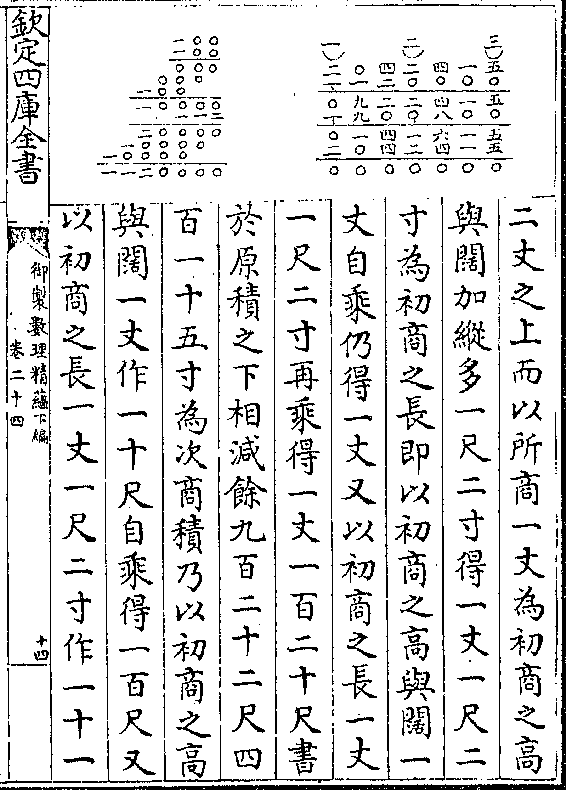 二丈之上而以所商一丈為初商之高
與闊加縱多一尺二寸得一丈一尺二
寸為初商之長即以初商之高與闊一
丈自乘仍得一丈又以初商之長一丈
一尺二寸再乘得一丈一百二十尺書
於原積之下相減餘九百二十二尺四
百一十五寸為次商積乃以初商之高
與闊一丈作一十尺自乘得一百尺又
以初商之長一丈一尺二寸作一十一
欽定四庫全書
御製數理精蘊下編
卷二十四
十四